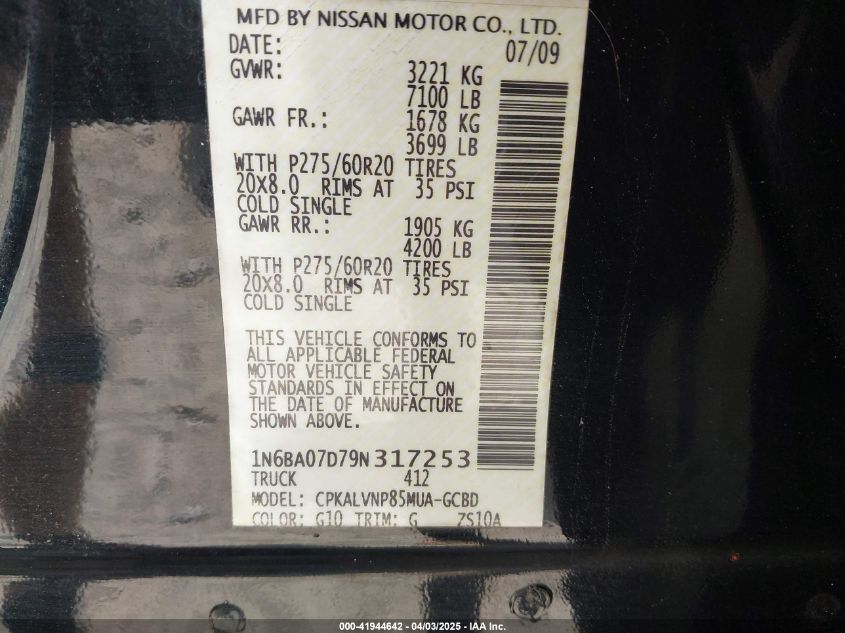 MFD BY NISSAN MOTOR CO., LTD.
DATE: 07/09
GVWR: 3221 KG
7100 LB
GAWR FR.: 1678 KG
3699 LB
WITH P275/60R20 TIRES
20X8.0 RIMS AT 35 PSI
COLD SINGLE
GAWR RR.: 1905 KG
4200 LB
WITH P275/60R20 TIRES
20X8.0 RIMS AT 35 PSI
COLD SINGLE
THIS VEHICLE CONFORMS TO
ALL APPLICABLE FEDERAL
MOTOR VEHICLE SAFETY
STANDARDS IN EFFECT ON
THE DATE OF MANUFACTURE
SHOWN ABOVE.
1N6BA07D79N317253
TRUCK 412
MODEL: CPKALVNP85MUA-GCBD
COLOR: G10 TRIM: G ZS10A
000-41944642 - 04/03/2025 - IAA Inc.